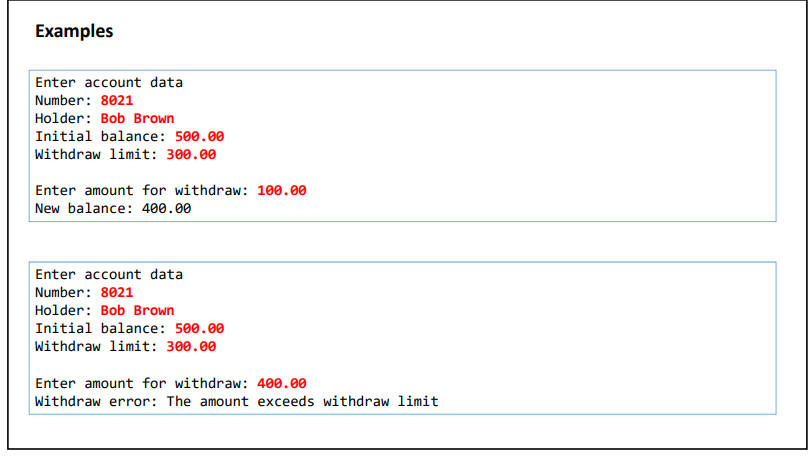 Examples
Enter account data
Number: 8021
Holder: Bob Brown
Initial balance: 500.00
Withdraw limit: 300.00
Enter amount for withdraw: 100.00
New balance: 400.00
Enter account data
Number: 8021
Holder: Bob Brown
Initial balance: 500.00
Withdraw limit: 300.00
Enter amount for withdraw: 400.00
Withdraw error: The amount exceeds withdraw limit